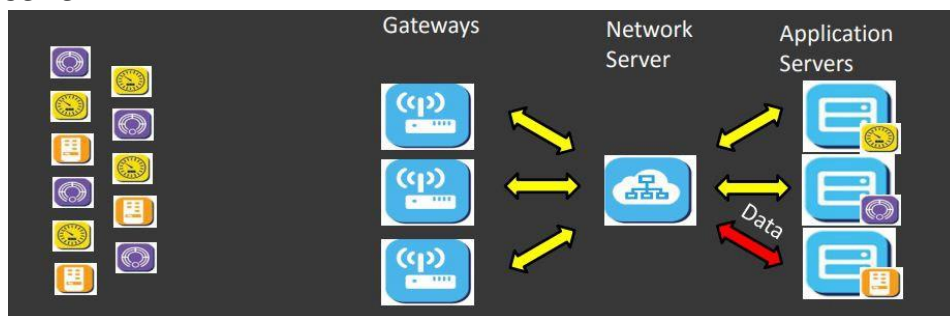 Gateways
Network
Server
Application
Servers
Data